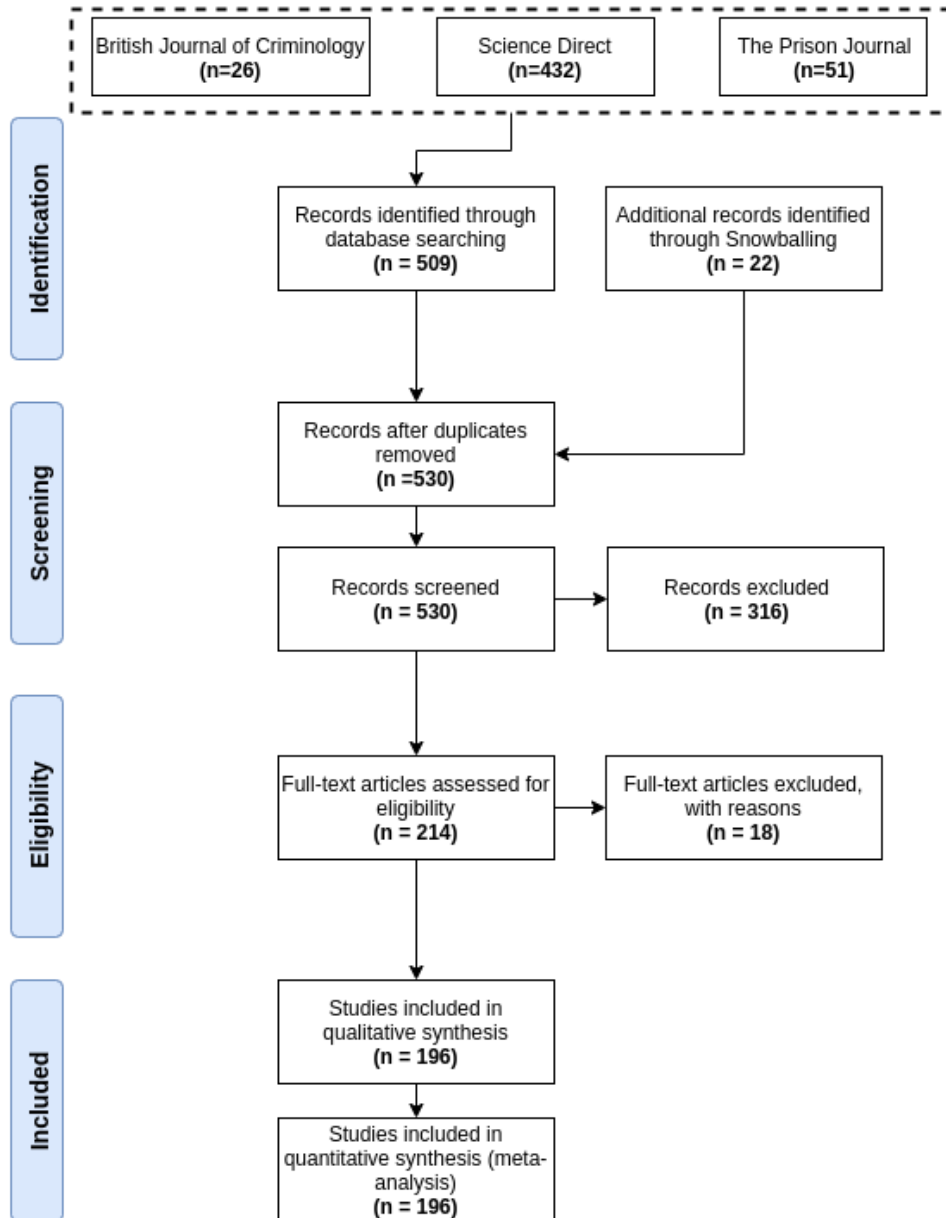 British Journal of Criminology
(n=26)
Science Direct
(n=432)
The Prison Journal
(n=51)
Identification
Records identified through
database searching
(n = 509)
Additional records identified
through Snowballing
(n = 22)
Screening
Records after duplicates
removed
(n =530)
Records screened
(n = 530)
Records excluded
(n = 316)
Eligibility
Full-text articles assessed for
eligibility
(n = 214)
Full-text articles excluded,
with reasons
(n = 18)
Included
Studies included in
qualitative synthesis
(n = 196)
Studies included in
quantitative synthesis (meta-
analysis)
(n = 196)